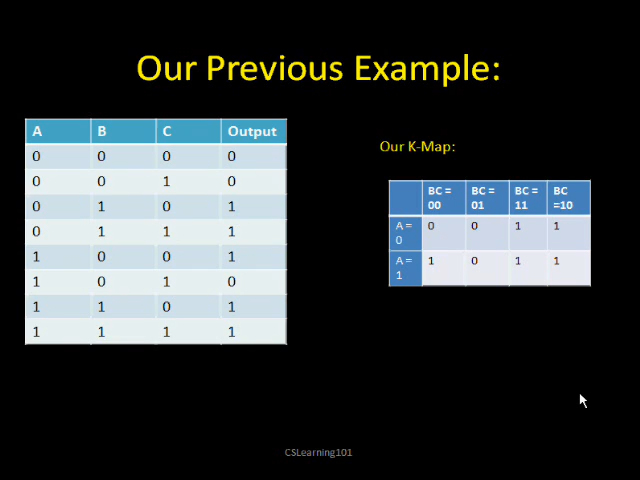 Our Previous Example:
A B C Output
0 0 0 0
0 0 1 0
0 1 0 1
0 1 1 1
1 0 0 1
1 0 1 0
1 1 0 1
1 1 1 1
Our K-Map:
BC = BC = BC = BC
00 01 11 =10
A = 0 0 1 1
0
A = 1 0 1 1
1
CSLearning101